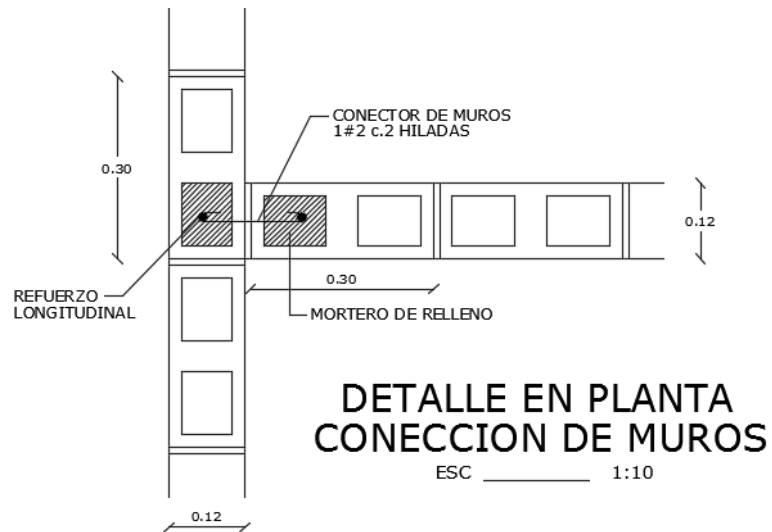 CONECTOR DE MUROS
1#2 c.2 HILADAS
0.30
0.12
0.30
REFUERZO
LONGITUDINAL
MORTERO DE RELLENO
DETALLE EN PLANTA
CONECCION DE MUROS
ESC 1:10
0.12